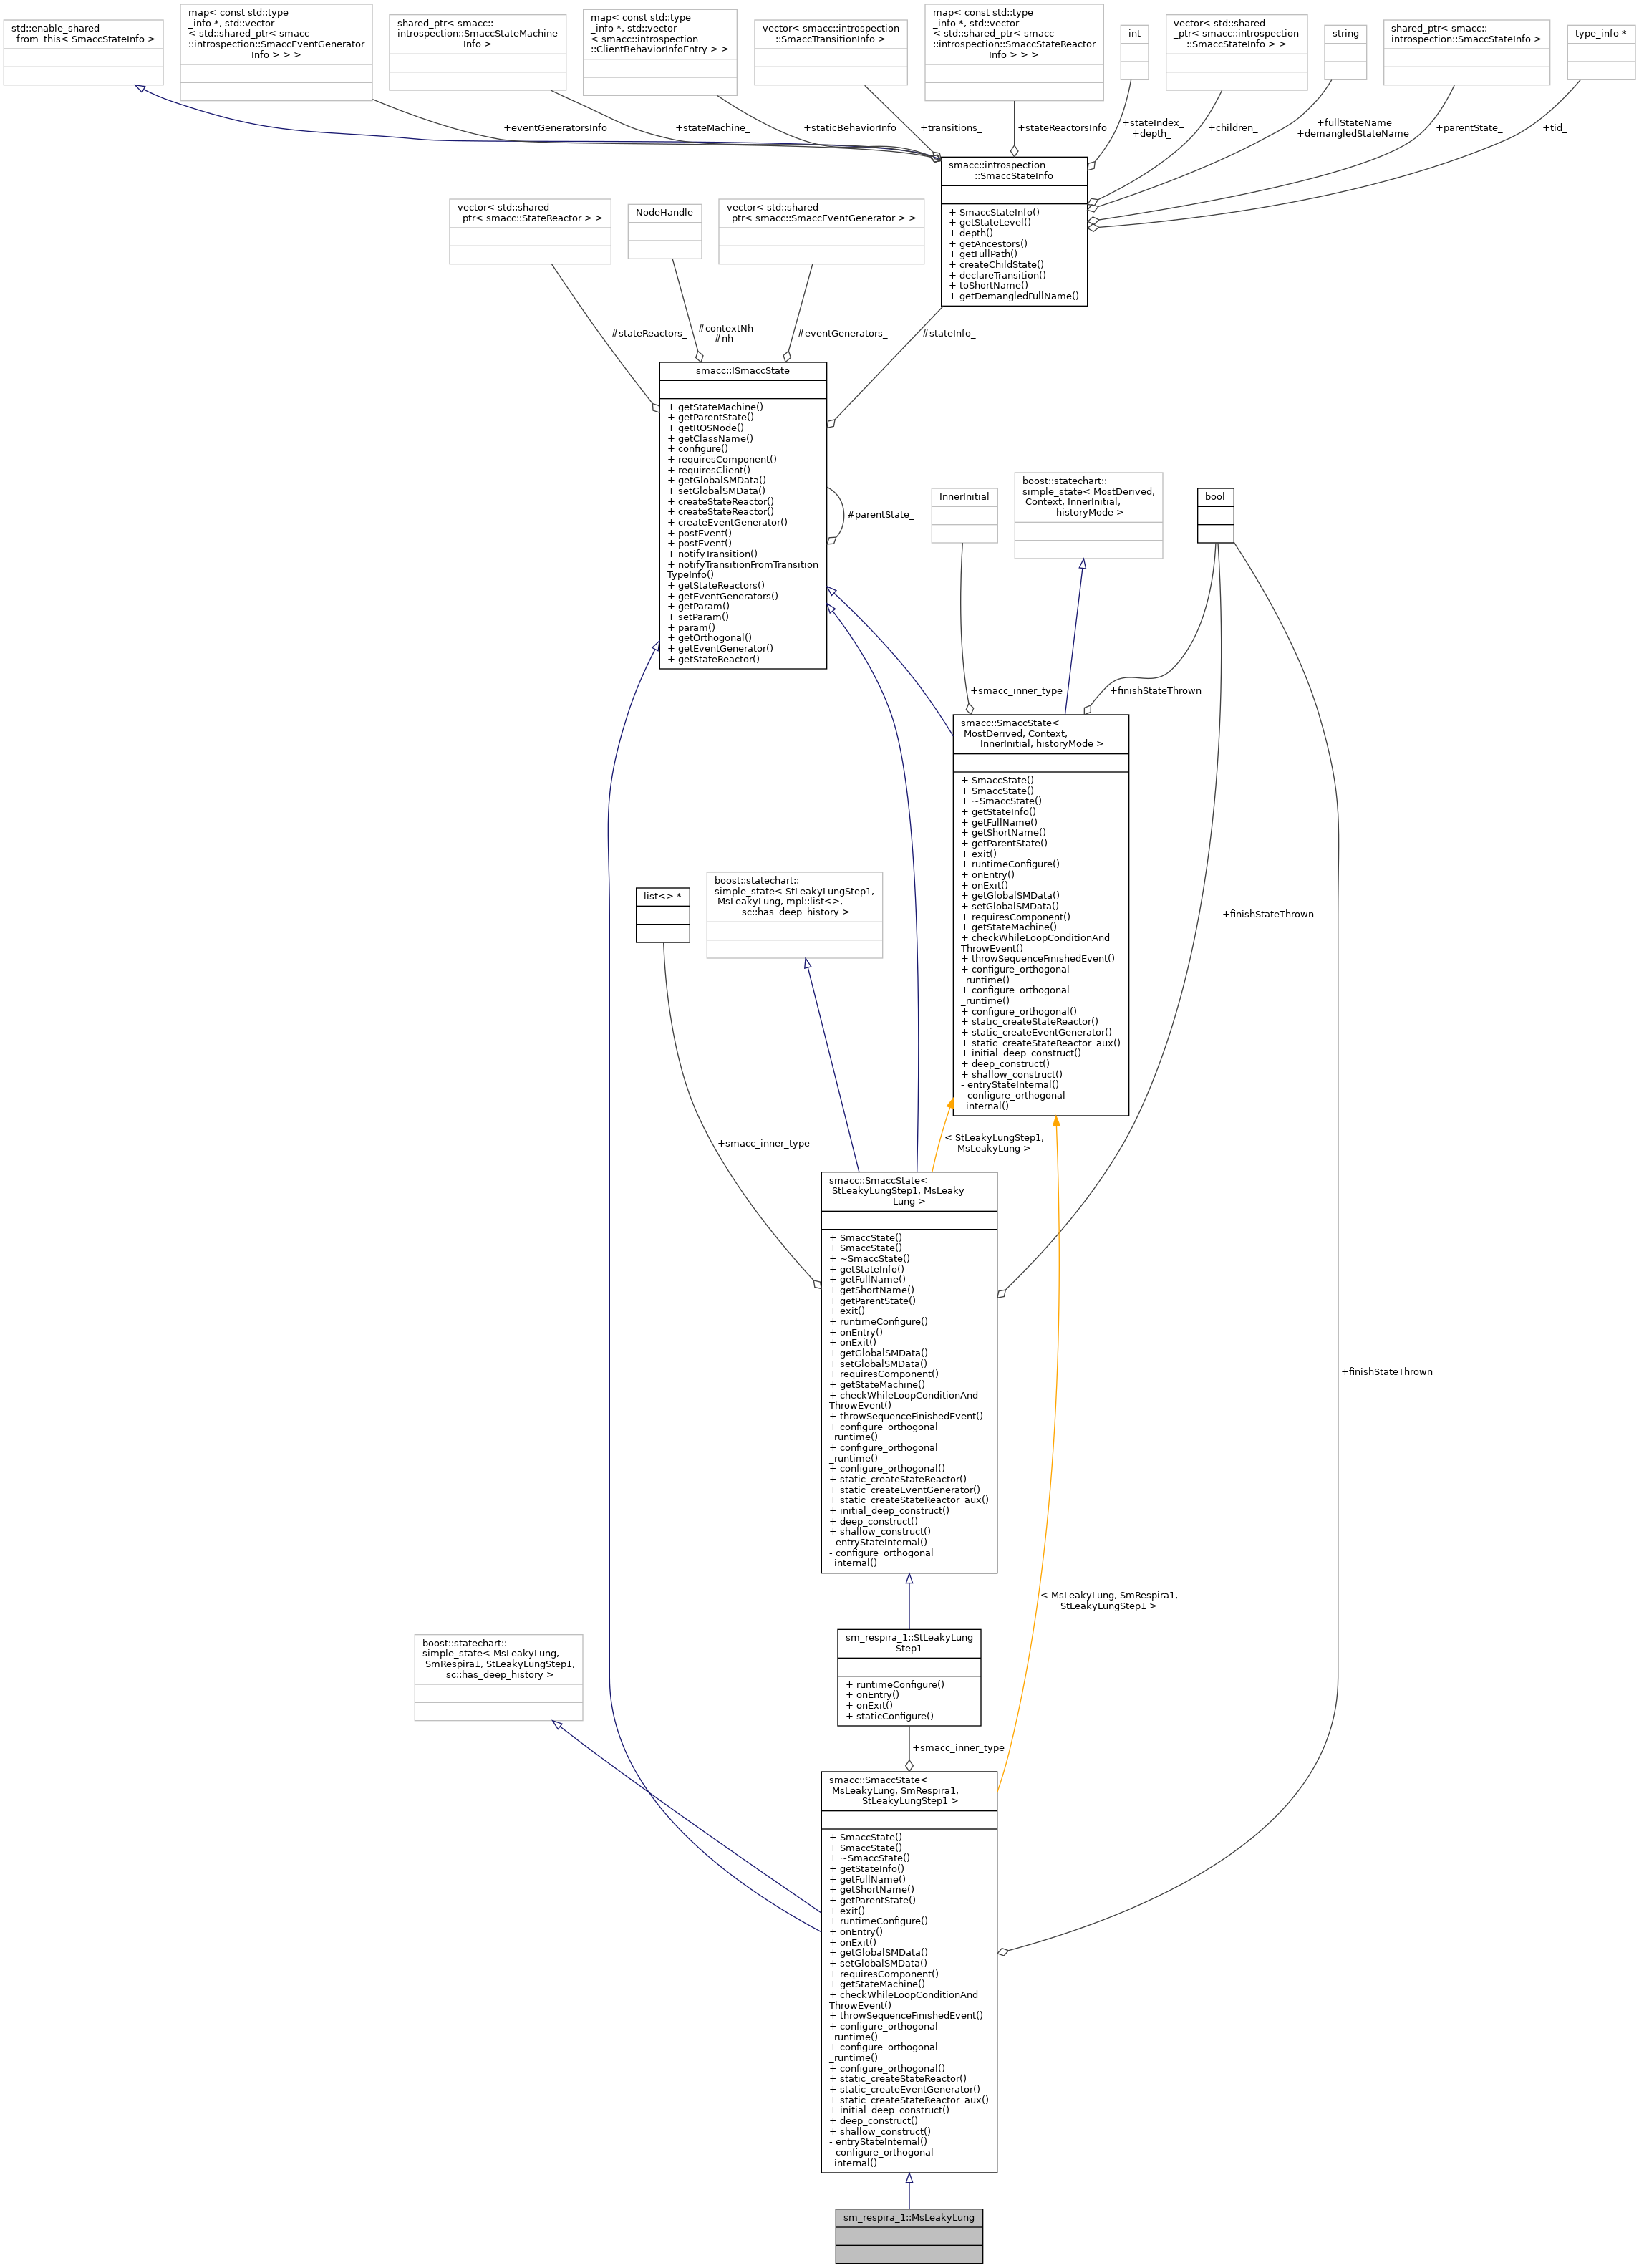 std::enable_shared
_from_this< SmaccStateInfo >
map< const std::type
_info *, std::vector
< std::shared_ptr< smacc
::introspection::SmaccEventGenerator
Info > > >
shared_ptr< smacc::
introspection::SmaccStateMachine
Info >
map< const std::type
_info *, std::vector
< smacc::introspection
::ClientBehaviorInfoEntry > >
vector< smacc::introspection
::SmaccTransitionInfo >
map< const std::type
_info *, std::vector
< std::shared_ptr< smacc
::introspection::SmaccStateReactor
Info > > >
int
vector< std::shared
_ptr< smacc::introspection
::SmaccStateInfo > >
string
shared_ptr< smacc::
introspection::SmaccStateInfo >
type_info *
+eventGeneratorsInfo
+stateMachine_
+staticBehaviorInfo
+transitions_
+stateReactorsInfo
+stateIndex_
+depth_
+children_
+fullStateName
+demangledStateName
+parentState_
+tid_
smacc::introspection
::SmaccStateInfo
+ SmaccStateInfo()
+ getStateLevel()
+ depth()
+ getAncestors()
+ getFullPath()
+ createChildState()
+ declareTransition()
+ toShortName()
+ getDemangledFullName()
vector< std::shared
_ptr< smacc::StateReactor > >
NodeHandle
vector< std::shared
_ptr< smacc::SmaccEventGenerator > >
#stateReactors_
#contextNh
#nh
#eventGenerators_
#stateInfo_
smacc::ISmaccState
+ getStateMachine()
+ getParentState()
+ getROSNode()
+ getClassName()
+ configure()
+ requiresComponent()
+ requiresClient()
+ getGlobalSMData()
+ setGlobalSMData()
+ createStateReactor()
+ createStateReactor()
+ createEventGenerator()
+ postEvent()
+ postEvent()
+ notifyTransition()
+ notifyTransitionFromTransition
TypeInfo()
+ getStateReactors()
+ getEventGenerators()
+ getParam()
+ setParam()
+ param()
+ getOrthogonal()
+ getEventGenerator()
+ getStateReactor()
#parentState_
InnerInitial
boost::statechart::
simple_state< MostDerived,
Context, InnerInitial,
historyMode >
bool
+smacc_inner_type
+finishStateThrown
smacc::SmaccState<
MostDerived, Context,
InnerInitial, historyMode >
+ SmaccState()
+ SmaccState()
+ ~SmaccState()
+ getStateInfo()
+ getFullName()
+ getShortName()
+ getParentState()
+ exit()
+ runtimeConfigure()
+ onEntry()
+ onExit()
+ getGlobalSMData()
+ setGlobalSMData()
+ requiresComponent()
+ getStateMachine()
+ checkWhileLoopConditionAnd
ThrowEvent()
+ throwSequenceFinishedEvent()
+ configure_orthogonal
_runtime()
+ configure_orthogonal
_runtime()
+ configure_orthogonal()
+ static_createStateReactor()
+ static_createEventGenerator()
+ static_createStateReactor_aux()
+ initial_deep_construct()
+ deep_construct()
+ shallow_construct()
- entryStateInternal()
- configure_orthogonal
_internal()
list<> *
boost::statechart::
simple_state< StLeakyLungStep1,
MsLeakyLung, mpl::list<>,
sc::has_deep_history >
+finishStateThrown
+smacc_inner_type
< StLeakyLungStep1,
MsLeakyLung >
smacc::SmaccState<
StLeakyLungStep1, MsLeaky
Lung >
+ SmaccState()
+ SmaccState()
+ ~SmaccState()
+ getStateInfo()
+ getFullName()
+ getShortName()
+ getParentState()
+ exit()
+ runtimeConfigure()
+ onEntry()
+ onExit()
+ getGlobalSMData()
+ setGlobalSMData()
+ requiresComponent()
+ getStateMachine()
+ checkWhileLoopConditionAnd
ThrowEvent()
+ throwSequenceFinishedEvent()
+ configure_orthogonal
_runtime()
+ configure_orthogonal
_runtime()
+ configure_orthogonal()
+ static_createStateReactor()
+ static_createEventGenerator()
+ static_createStateReactor_aux()
+ initial_deep_construct()
+ deep_construct()
+ shallow_construct()
- entryStateInternal()
- configure_orthogonal
_internal()
+finishStateThrown
< MsLeakyLung, SmRespira1,
StLeakyLungStep1 >
boost::statechart::
simple_state< MsLeakyLung,
SmRespira1, StLeakyLungStep1,
sc::has_deep_history >
sm_respira_1::StLeakyLung
Step1
+ runtimeConfigure()
+ onEntry()
+ onExit()
+ staticConfigure()
+smacc_inner_type
smacc::SmaccState<
MsLeakyLung, SmRespira1,
StLeakyLungStep1 >
+ SmaccState()
+ SmaccState()
+ ~SmaccState()
+ getStateInfo()
+ getFullName()
+ getShortName()
+ getParentState()
+ exit()
+ runtimeConfigure()
+ onEntry()
+ onExit()
+ getGlobalSMData()
+ setGlobalSMData()
+ requiresComponent()
+ getStateMachine()
+ checkWhileLoopConditionAnd
ThrowEvent()
+ throwSequenceFinishedEvent()
+ configure_orthogonal
_runtime()
+ configure_orthogonal
_runtime()
+ configure_orthogonal()
+ static_createStateReactor()
+ static_createEventGenerator()
+ static_createStateReactor_aux()
+ initial_deep_construct()
+ deep_construct()
+ shallow_construct()
- entryStateInternal()
- configure_orthogonal
_internal()
sm_respira_1::MsLeakyLung